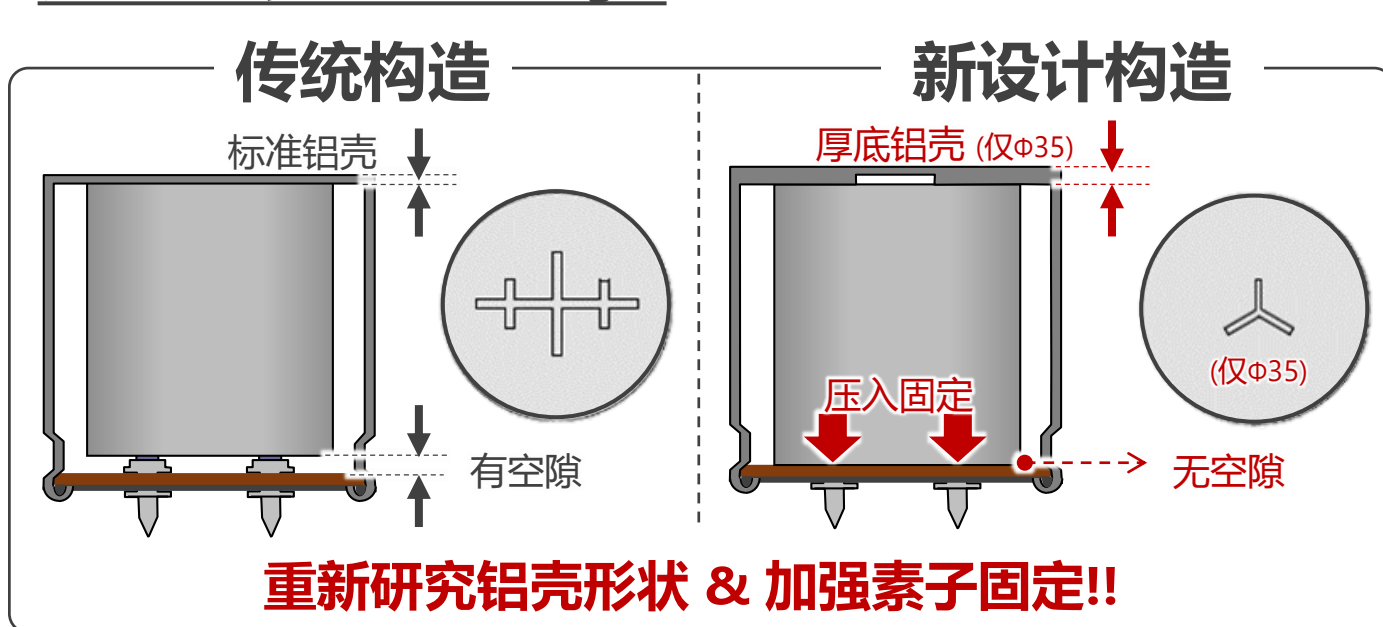 传统构造
新设计构造
标准铝壳
厚底铝壳 (仅Φ35)
(仅Φ35)
压入固定
有空隙
无空隙
重新研究铝壳形状 & 加强素子固定!!